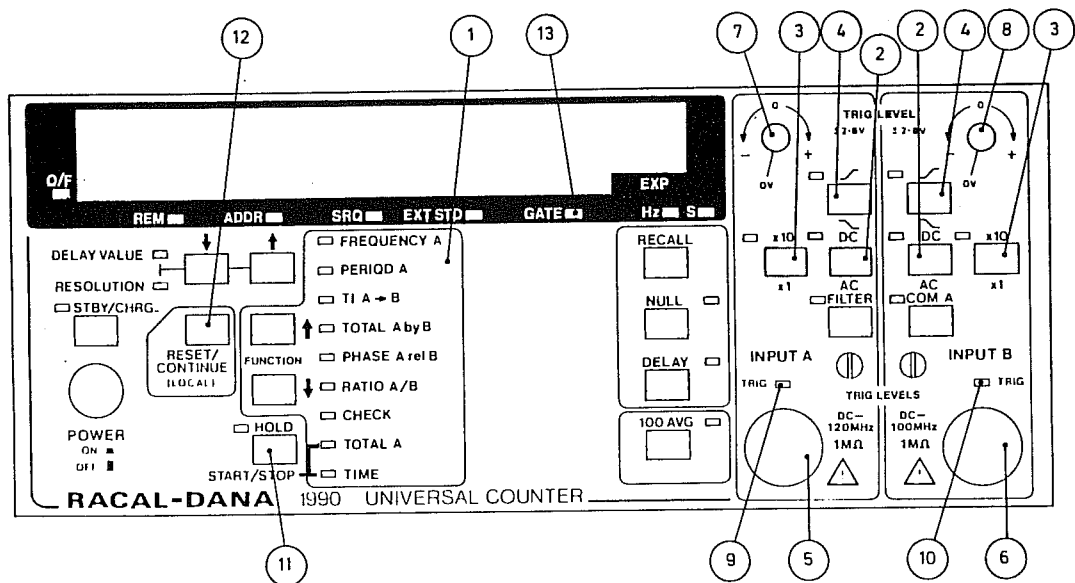 12 1 13 7 3 4 2 2 4 8 3
O/F
EXP
REM ADDR SRQ EXT STD GATE Hz S
DELAY VALUE
RESOLUTION
STBY/CHRG.
RESET/
CONTINUE
(LOCAL)
POWER
ON
OFF
FUNCTION
HOLD
START/STOP
FREQUENCY A
PERIOD A
TI A → B
TOTAL A by B
PHASE A rel B
RATIO A/B
CHECK
TOTAL A
TIME
RECALL
NULL
DELAY
100 AVG
0 TRIG LEVEL 0
±2·8V ±2·8V
- + - +
0V 0V
x10 DC DC x10
x1 AC AC x1
FILTER COM A
INPUT A INPUT B
TRIG TRIG
TRIG LEVELS
DC– DC–
120MHz 100MHz
1MΩ 1MΩ
RACAL-DANA 1990 UNIVERSAL COUNTER
11 9 5 10 6